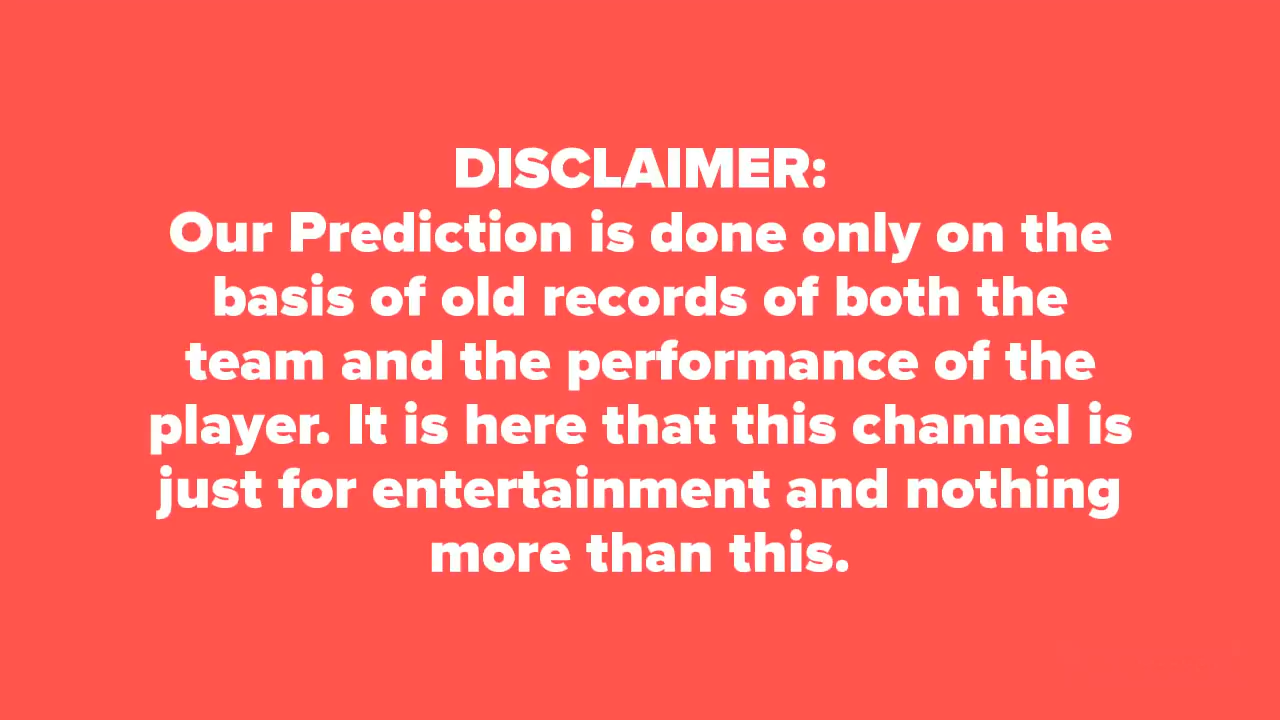 DISCLAIMER:
Our Prediction is done only on the
basis of old records of both the
team and the performance of the
player. It is here that this channel is
just for entertainment and nothing
more than this.